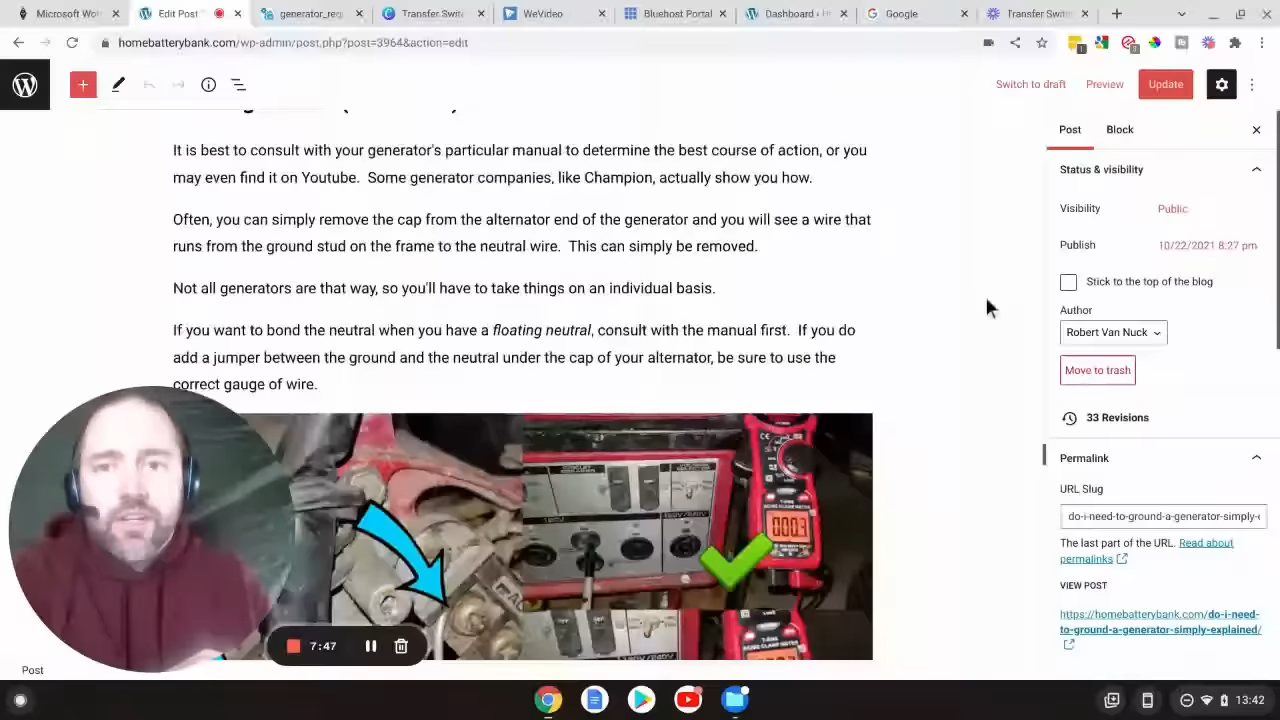 Microsoft Wo
Edit Post
generator_req
Transfer Swit
WeVideo
Bluehost Portal
Dashboard ‹ H
Google
Transfer Swi
homebatterybank.com/wp-admin/post.php?post=3964&action=edit
Switch to draft
Preview
Update
It is best to consult with your generator's particular manual to determine the best course of action, or you
may even find it on Youtube.  Some generator companies, like Champion, actually show you how.
Often, you can simply remove the cap from the alternator end of the generator and you will see a wire that
runs from the ground stud on the frame to the neutral wire.  This can simply be removed.
Not all generators are that way, so you'll have to take things on an individual basis.
If you want to bond the neutral when you have a floating neutral, consult with the manual first.  If you do
add a jumper between the ground and the neutral under the cap of your alternator, be sure to use the
correct gauge of wire.
Post
Block
Status & visibility
Visibility
Public
Publish
10/22/2021 8:27 pm
Stick to the top of the blog
Author
Robert Van Nuck
Move to trash
33 Revisions
Permalink
URL Slug
do-i-need-to-ground-a-generator-simply-
The last part of the URL. Read about
permalinks
VIEW POST
https://homebatterybank.com/do-i-need-
to-ground-a-generator-simply-explained/
7:47
Post
13:42